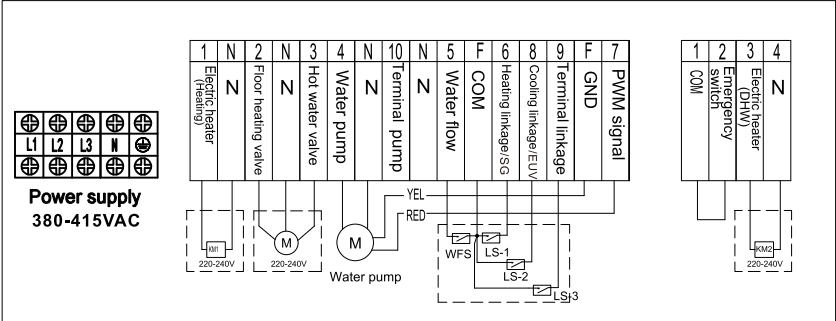 1 N 2 N 3 4 N 10 N 5 F 6 8 9 F 7
Electric heater
(Heating)
N
Floor heating valve
N
Hot water valve
Water pump
N
Terminal pump
N
Water flow
COM
Heating linkage/SG
Cooling linkage/EUV
Terminal linkage
GND
PWM signal
1 2 3 4
COM
Emergency
switch
Electric heater
(DHW)
N
L1 L2 L3 N
Power supply
380-415VAC
YEL
RED
KM1
220-240V
M
220-240V
M
Water pump
WFS
LS-1
LS-2
LS-3
KM2
220-240V